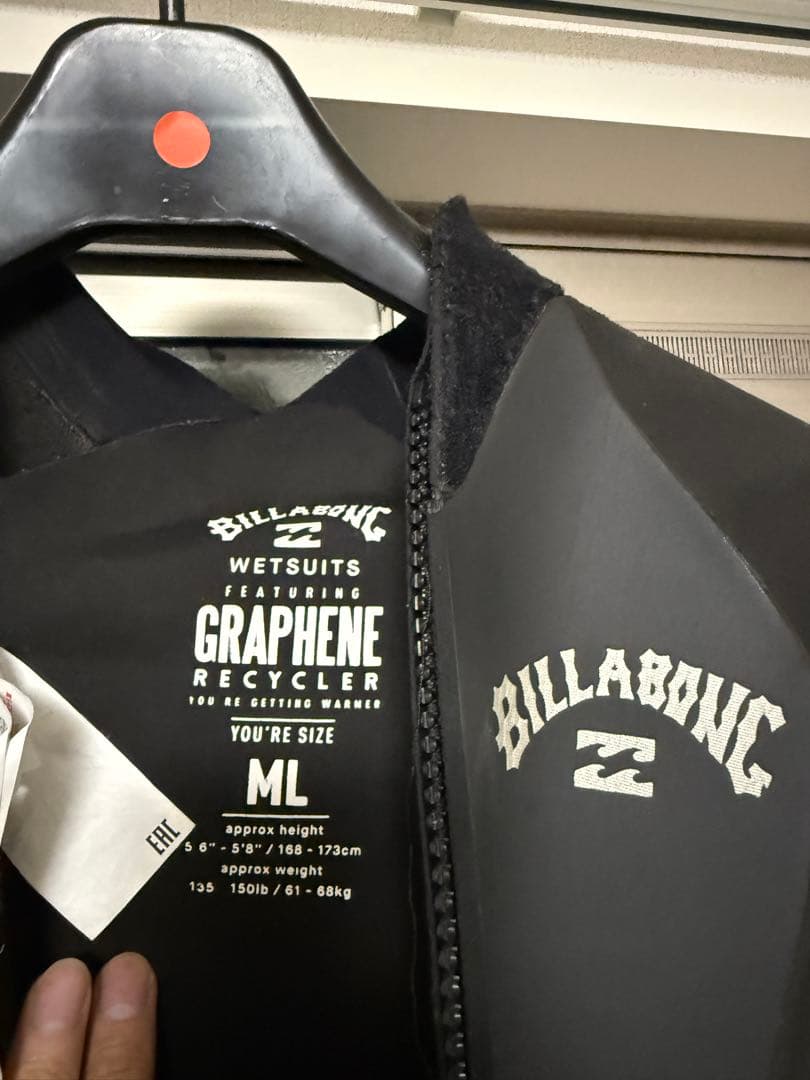 BILLABONG
WETSUITS
FEATURING
GRAPHENE
RECYCLER
YOU'RE GETTING WARMER
YOU'RE SIZE
ML
approx height
5'6" - 5'8" / 168 - 173cm
approx weight
135 150lb / 61 - 68kg
EAC
BILLABONG